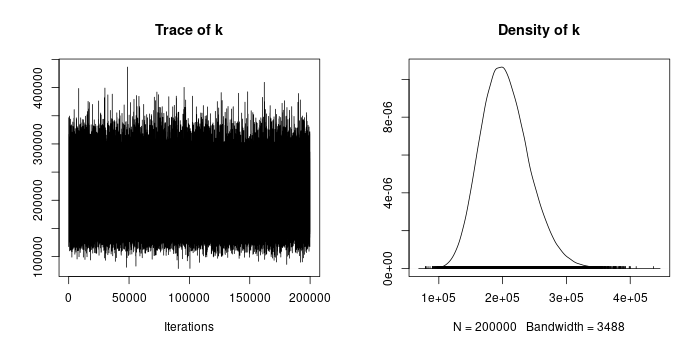 Trace of k
400000
300000
200000
100000
0
50000
100000
150000
200000
Iterations
Density of k
8e-06
4e-06
0e+00
1e+05
2e+05
3e+05
4e+05
N = 200000 Bandwidth = 3488